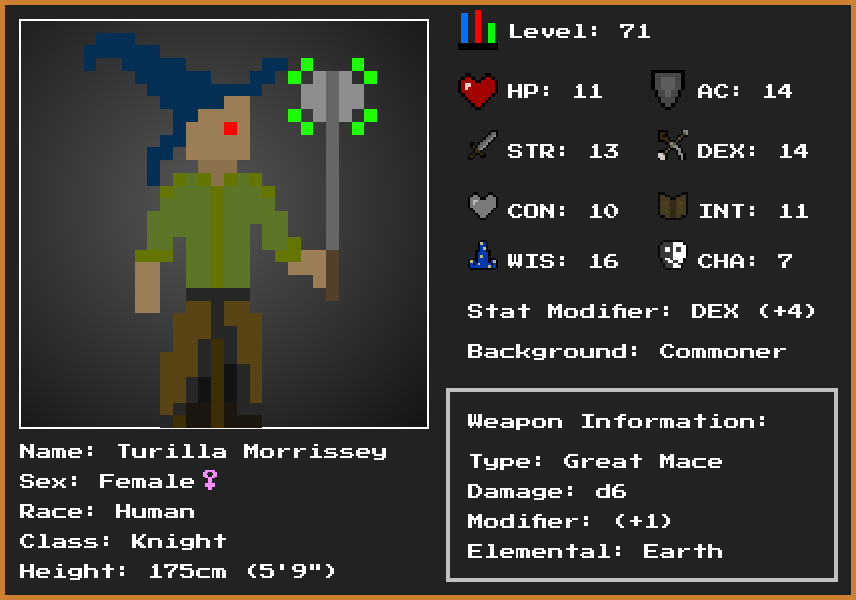 Level: 71
HP: 11
AC: 14
STR: 13
DEX: 14
CON: 10
INT: 11
WIS: 16
CHA: 7
Stat Modifier: DEX (+4)
Background: Commoner
Name: Turilla Morrissey
Sex: Female♀
Race: Human
Class: Knight
Height: 175cm (5'9")
Weapon Information:
Type: Great Mace
Damage: d6
Modifier: (+1)
Elemental: Earth